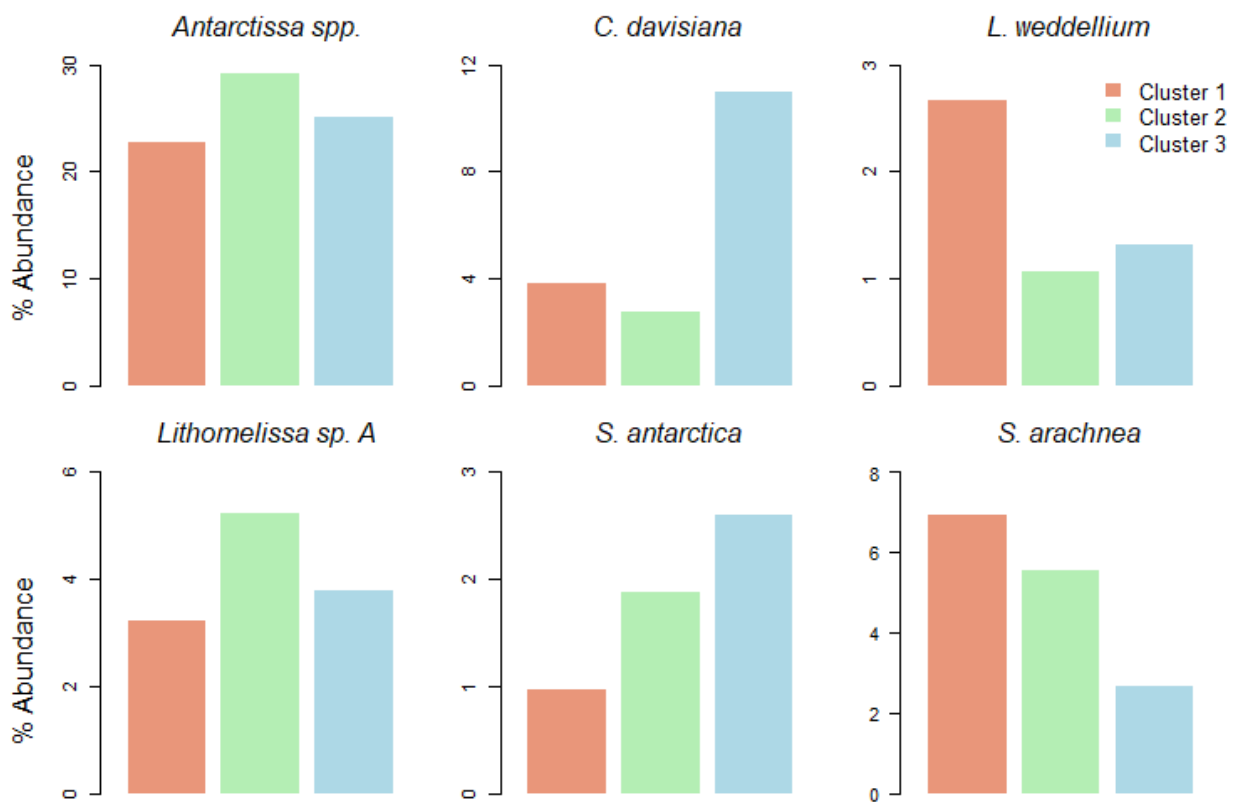 Antarctissa spp.
C. davisiana
L. weddellium
% Abundance
0
10
20
30
0
4
8
12
0
1
2
3
Cluster 1
Cluster 2
Cluster 3
Lithomelissa sp. A
S. antarctica
S. arachnea
% Abundance
0
2
4
6
0
1
2
3
0
2
4
6
8